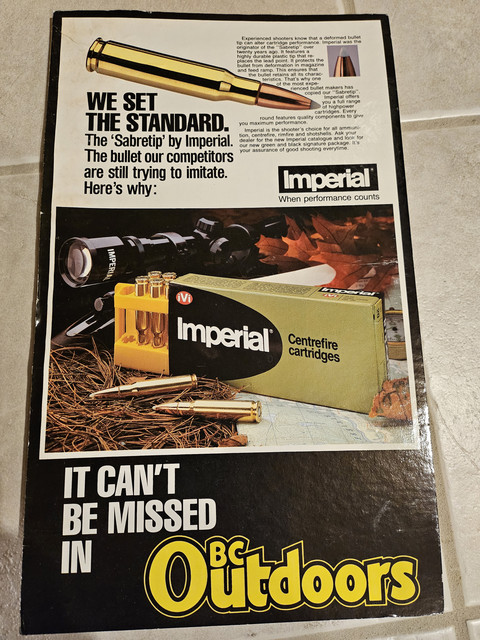 Experienced shooters know that a deformed bullet
tip can alter cartridge performance. Imperial was the
originator of the "Sabretip" over
twenty years ago. It features a
highly durable plastic tip that re-
places the lead point. It protects the
bullet from deformation in magazine
and feed ramp. This ensures that
the bullet retains all its charac-
teristics. That's why one
of the most expe-
rienced bullet makers has
copied our "Sabretip".
Imperial offers
you a full range
of highpower
cartridges. Every
round features quality components to give
you maximum performance.
Imperial is the shooter's choice for all ammuni-
tion, centrefire, rimfire and shotshells. Ask your
dealer for the new Imperial catalogue and look for
our new green and black signature package. It's
your assurance of good shooting everytime.
WE SET
THE STANDARD.
The 'Sabretip' by Imperial.
The bullet our competitors
are still trying to imitate.
Here's why:
Imperial®
When performance counts
IMPERIAL
Imperial
IVI
Imperial®
Centrefire
cartridges
IT CAN'T
BE MISSED
IN
BC
Outdoors